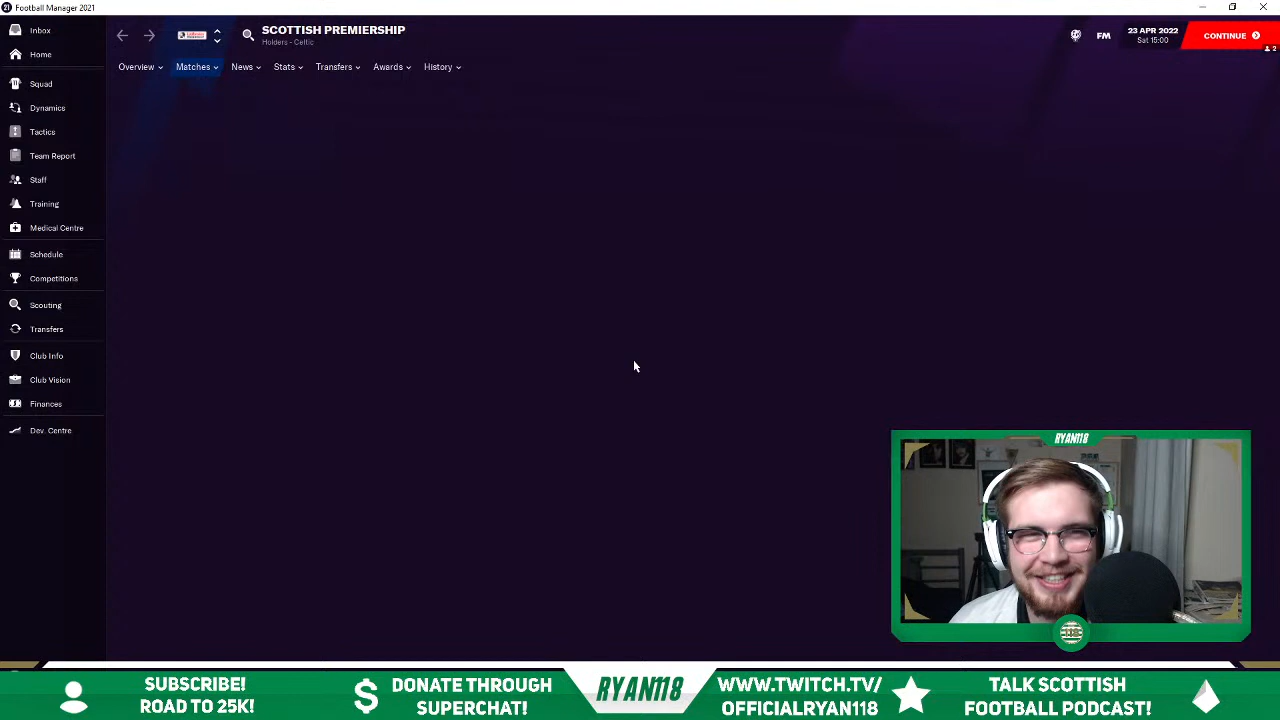 21 Football Manager 2021
Inbox
Home
Squad
Dynamics
Tactics
Team Report
Staff
Training
Medical Centre
Schedule
Competitions
Scouting
Transfers
Club Info
Club Vision
Finances
Dev. Centre
SCOTTISH PREMIERSHIP
Holders - Celtic
FM
23 APR 2022
Sat 15:00
CONTINUE
2
Overview
Matches
News
Stats
Transfers
Awards
History
RYAN118
118
SUBSCRIBE!
ROAD TO 25K!
$
DONATE THROUGH
SUPERCHAT!
RYAN118
WWW.TWITCH.TV/
OFFICIALRYAN118
TALK SCOTTISH
FOOTBALL PODCAST!